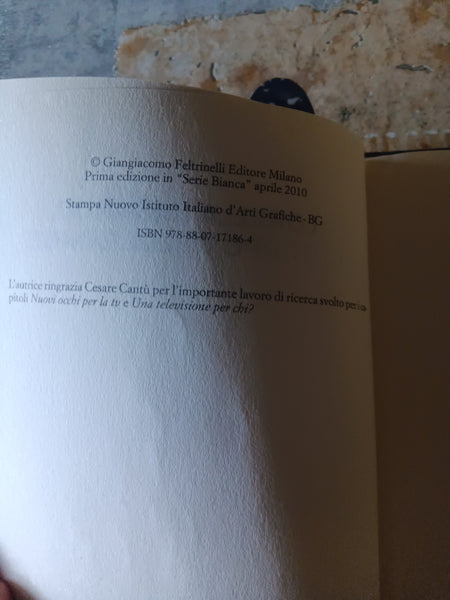 © Giangiacomo Feltrinelli Editore Milano
Prima edizione in "Serie Bianca" aprile 2010
Stampa Nuovo Istituto Italiano d'Arti Grafiche - BG
ISBN 978-88-07-17186-4
L'autrice ringrazia Cesare Cantù per l'importante lavoro di ricerca svolto per i ca-
pitoli Nuovi occhi per la tv e Una televisione per chi?